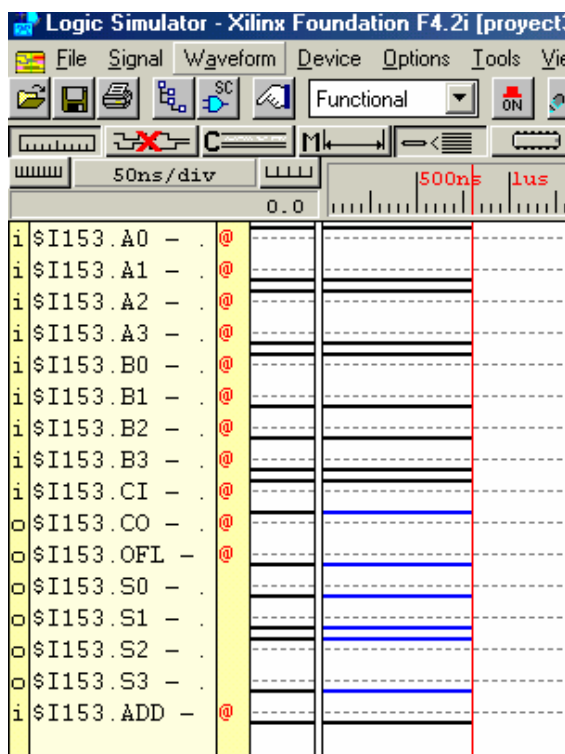 Logic Simulator - Xilinx Foundation F4.2i [proyect3
File Signal Waveform Device Options Tools Vie
SC Functional ON
C M
50ns/div 500ns 1us
0.0
i $I153.A0 - . @
i $I153.A1 - . @
i $I153.A2 - . @
i $I153.A3 - . @
i $I153.B0 - . @
i $I153.B1 - . @
i $I153.B2 - . @
i $I153.B3 - . @
i $I153.CI - . @
o $I153.CO - . @
o $I153.OFL - @
o $I153.S0 - .
o $I153.S1 - .
o $I153.S2 - .
o $I153.S3 - .
i $I153.ADD - @